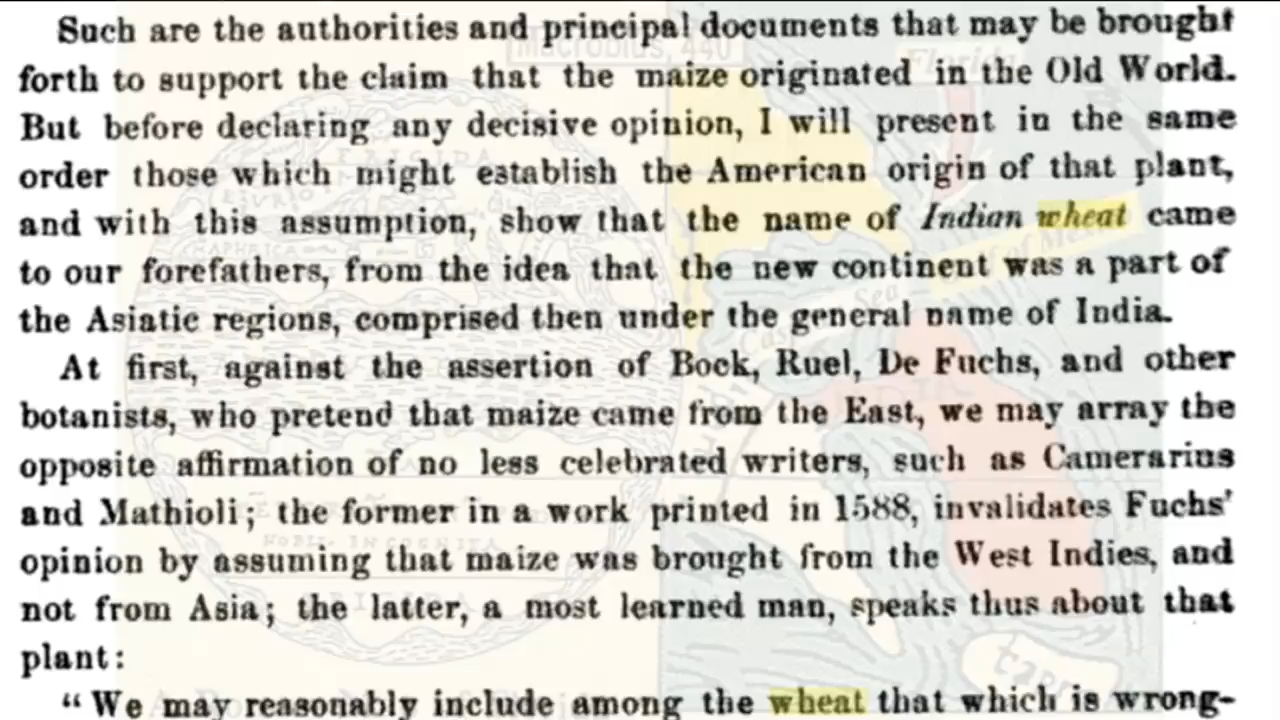 Such are the authorities and principal documents that may be brought
forth to support the claim that the maize originated in the Old World.
But before declaring any decisive opinion, I will present in the same
order those which might establish the American origin of that plant,
and with this assumption, show that the name of Indian wheat came
to our forefathers, from the idea that the new continent was a part of
the Asiatic regions, comprised then under the general name of India.
At first, against the assertion of Bock, Ruel, De Fuchs, and other
botanists, who pretend that maize came from the East, we may array the
opposite affirmation of no less celebrated writers, such as Camerarius
and Mathioli; the former in a work printed in 1588, invalidates Fuchs'
opinion by assuming that maize was brought from the West Indies, and
not from Asia; the latter, a most learned man, speaks thus about that
plant:
"We may reasonably include among the wheat that which is wrong-
Macrobius, 440
Florida
Caribbean Sea